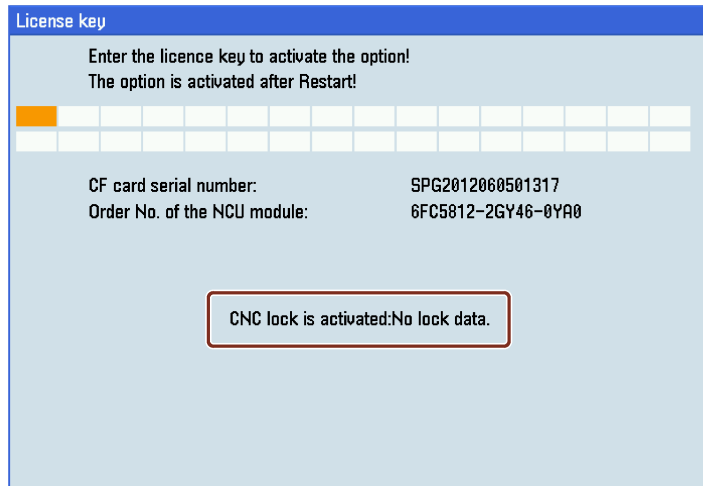 License key
Enter the licence key to activate the option!
The option is activated after Restart!
CF card serial number: SPG2012060501317
Order No. of the NCU module: 6FC5812-2GY46-0YA0
CNC lock is activated:No lock data.